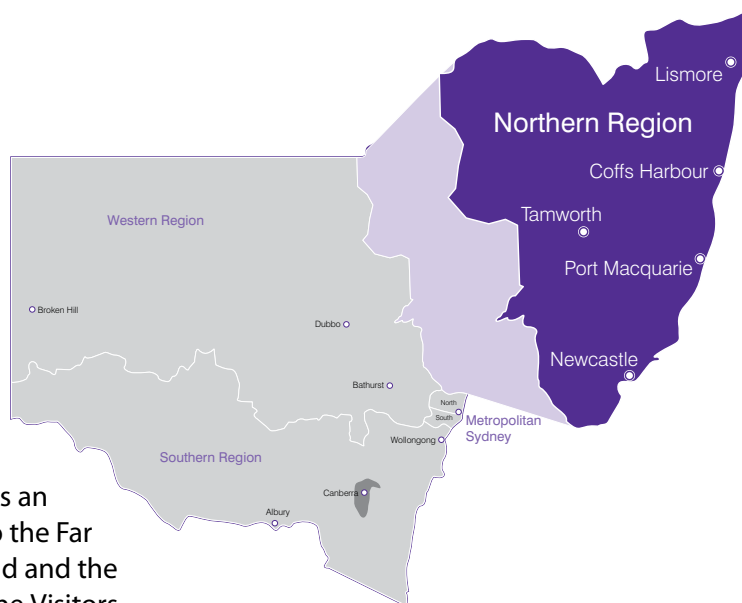 Lismore
Northern Region
Coffs Harbour
Tamworth
Port Macquarie
Newcastle
Western Region
Broken Hill
Dubbo
Bathurst
North
South
Metropolitan
Sydney
Wollongong
Southern Region
Canberra
Albury
s an
the Far
d and the
Visitors